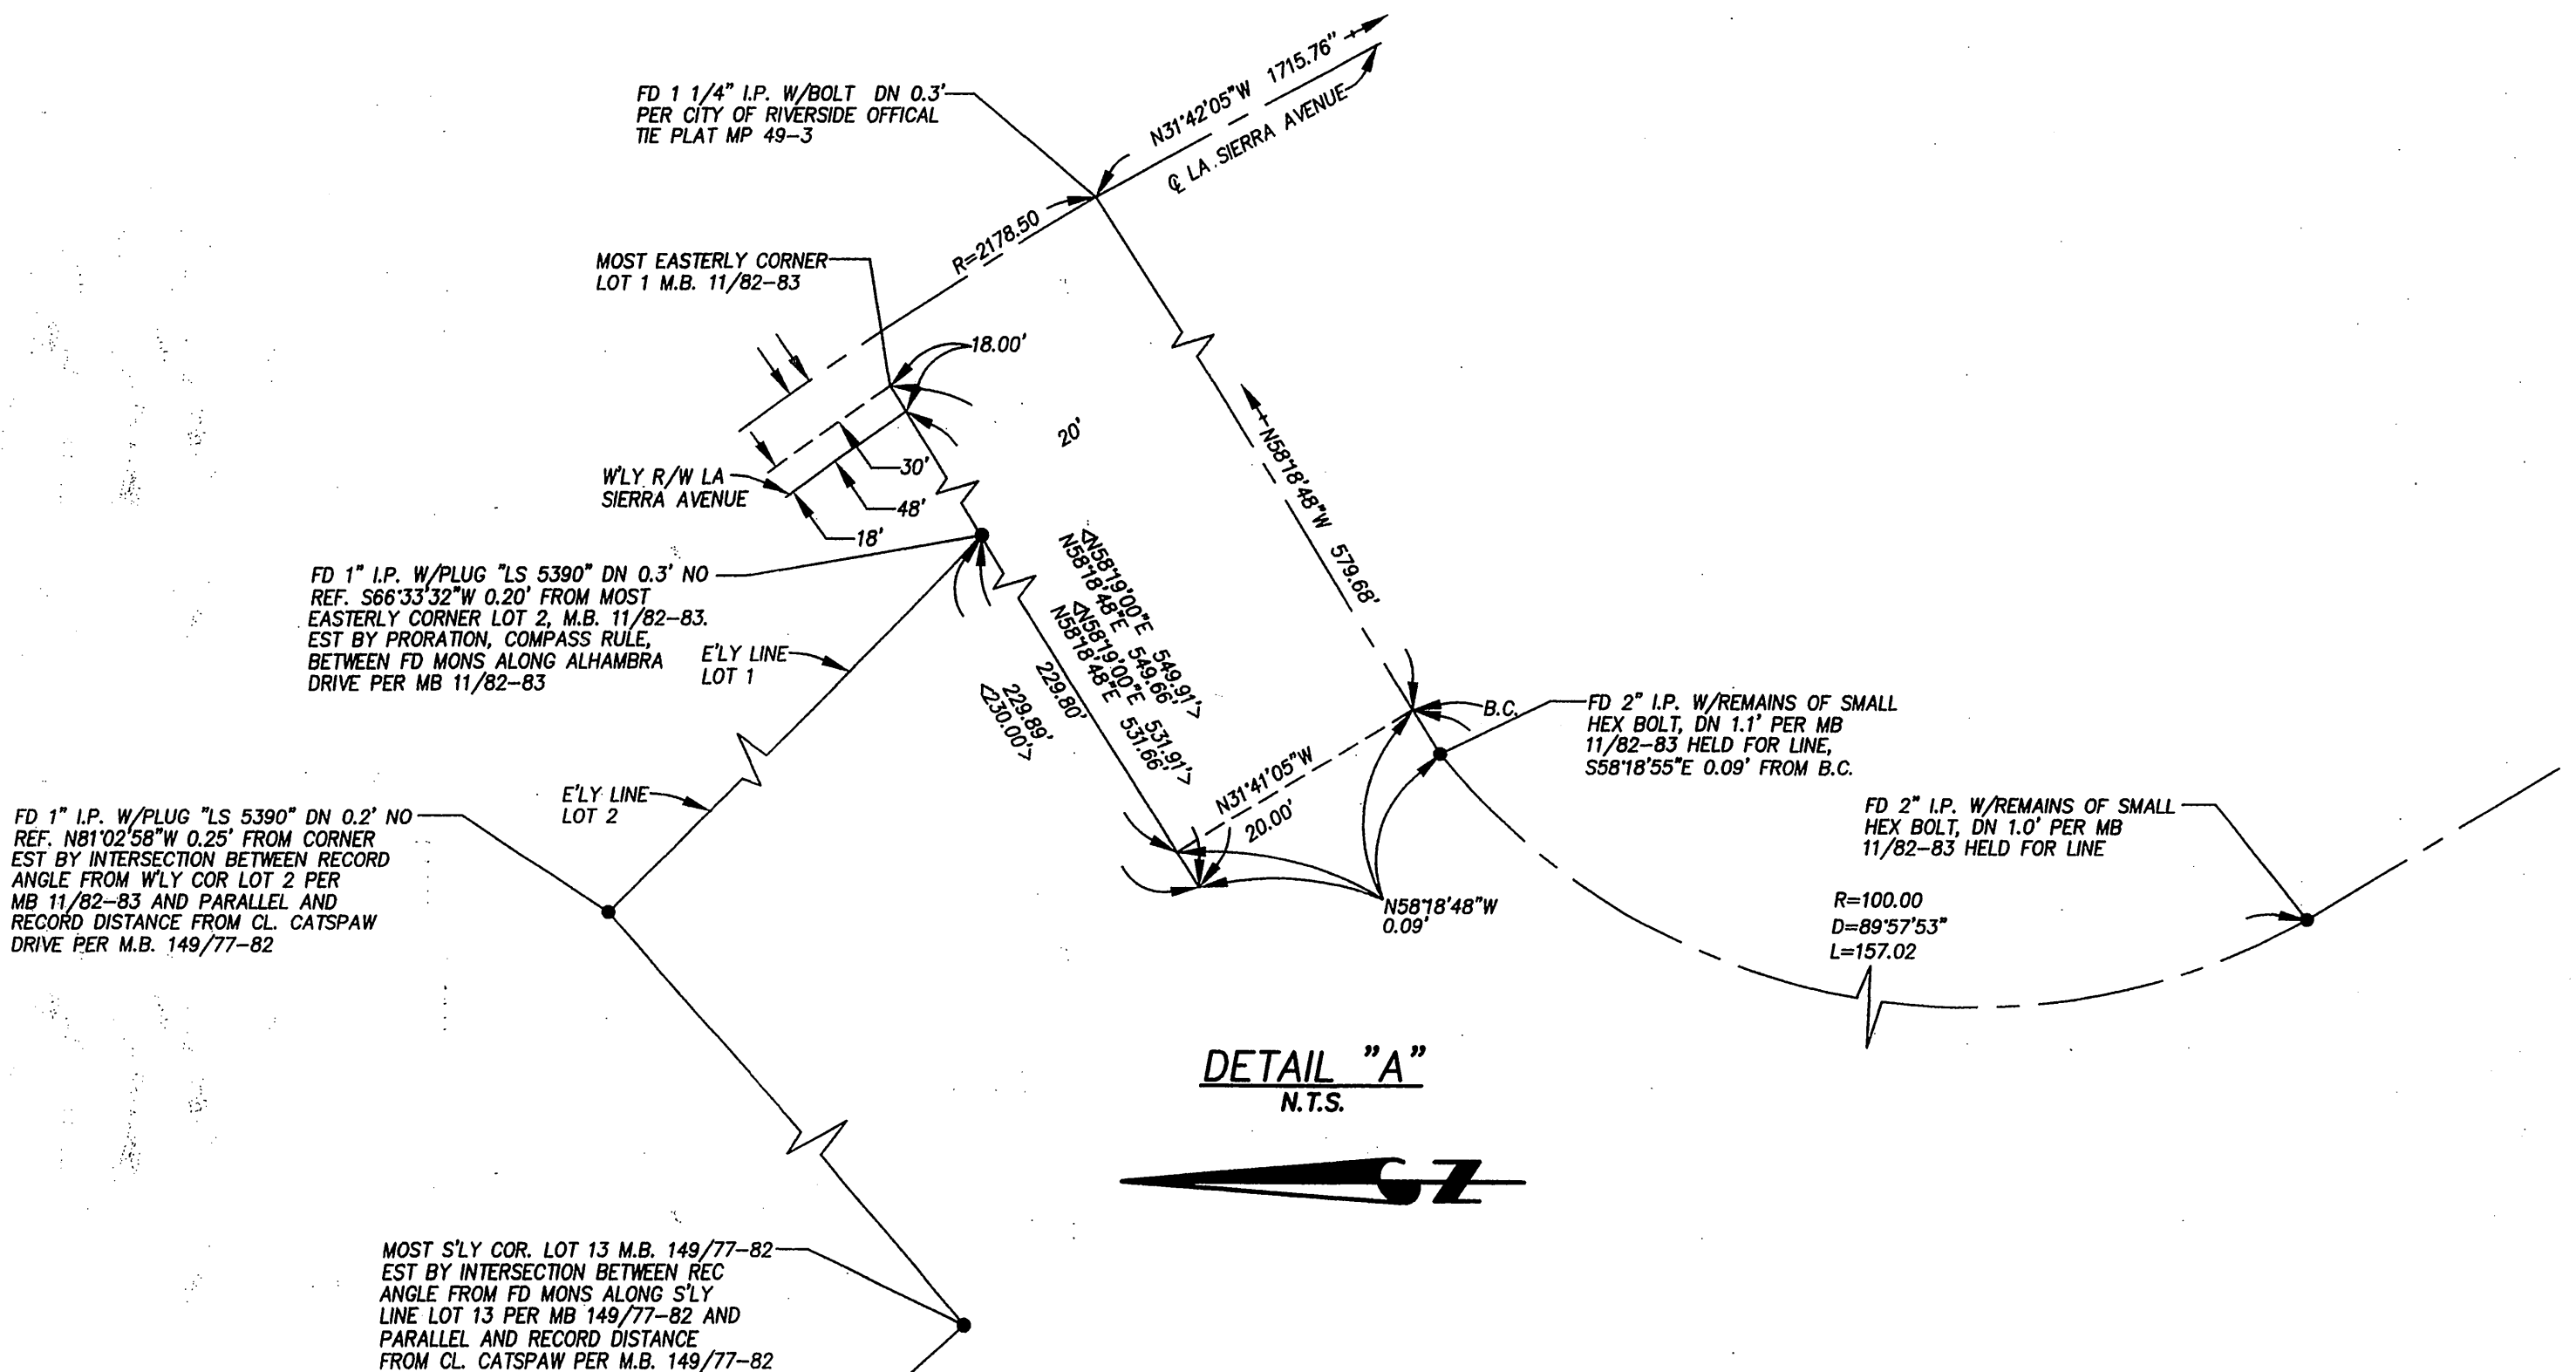 N31°42'05"W 1715.76"
℄ LA SIERRA AVENUE
FD 1 1/4" I.P. W/BOLT DN 0.3'
PER CITY OF RIVERSIDE OFFICAL
TIE PLAT MP 49-3
R=2178.50
MOST EASTERLY CORNER
LOT 1 M.B. 11/82-83
18.00'
20'
30'
W'LY R/W LA
SIERRA AVENUE
48'
18'
N58°18'48"W 579.68'
FD 1" I.P. W/PLUG "LS 5390" DN 0.3' NO
REF. S66°33'32"W 0.20' FROM MOST
EASTERLY CORNER LOT 2, M.B. 11/82-83.
EST BY PRORATION, COMPASS RULE,
BETWEEN FD MONS ALONG ALHAMBRA
DRIVE PER MB 11/82-83
E'LY LINE
LOT 1
<N58°19'00"E 549.91'>
N58°18'48"E 549.66'
<N58°19'00"E 531.91'>
N58°18'48"E 531.66'
229.80'
229.89'
<230.00'>
B.C.
FD 2" I.P. W/REMAINS OF SMALL
HEX BOLT, DN 1.1' PER MB
11/82-83 HELD FOR LINE,
S58°18'55"E 0.09' FROM B.C.
N31°41'05"W
20.00'
E'LY LINE
LOT 2
FD 1" I.P. W/PLUG "LS 5390" DN 0.2' NO
REF. N81°02'58"W 0.25' FROM CORNER
EST BY INTERSECTION BETWEEN RECORD
ANGLE FROM W'LY COR LOT 2 PER
MB 11/82-83 AND PARALLEL AND
RECORD DISTANCE FROM CL. CATSPAW
DRIVE PER M.B. 149/77-82
FD 2" I.P. W/REMAINS OF SMALL
HEX BOLT, DN 1.0' PER MB
11/82-83 HELD FOR LINE
N58°18'48"W
0.09'
R=100.00
D=89°57'53"
L=157.02
DETAIL "A"
N.T.S.
N
MOST S'LY COR. LOT 13 M.B. 149/77-82
EST BY INTERSECTION BETWEEN REC
ANGLE FROM FD MONS ALONG S'LY
LINE LOT 13 PER MB 149/77-82 AND
PARALLEL AND RECORD DISTANCE
FROM CL. CATSPAW PER M.B. 149/77-82